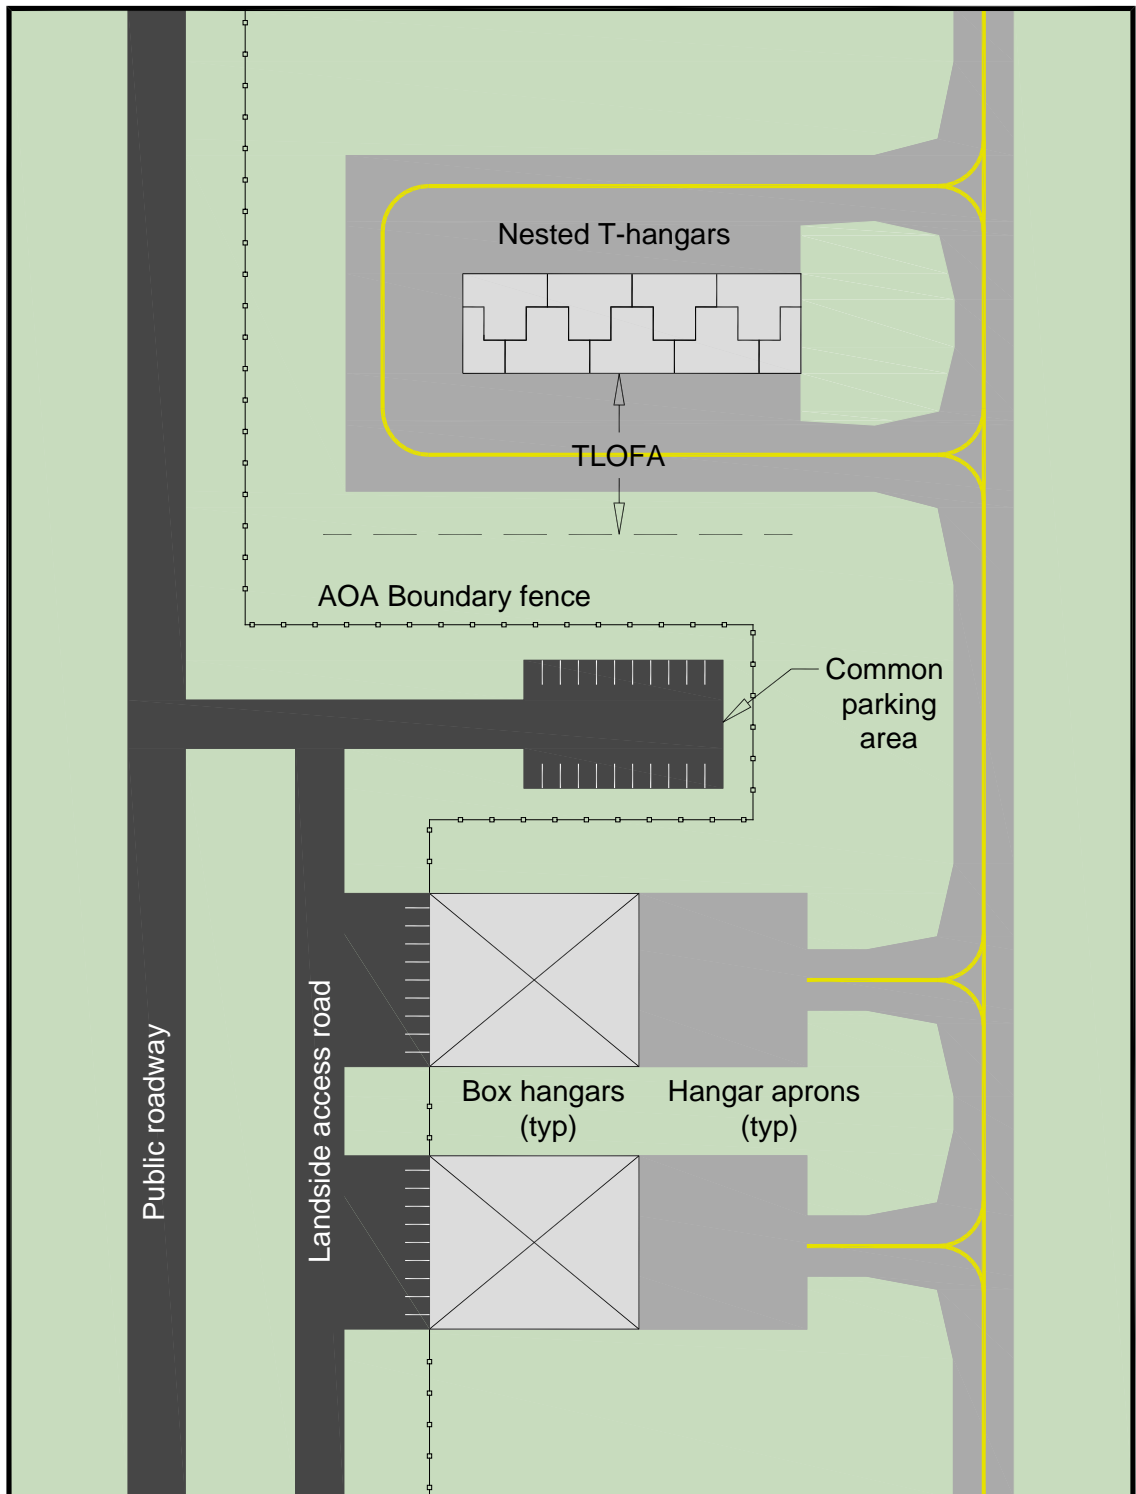 Nested T-hangars
TLOFA
AOA Boundary fence
Common
parking
area
Box hangars
(typ)
Hangar aprons
(typ)
Public roadway
Landside access road